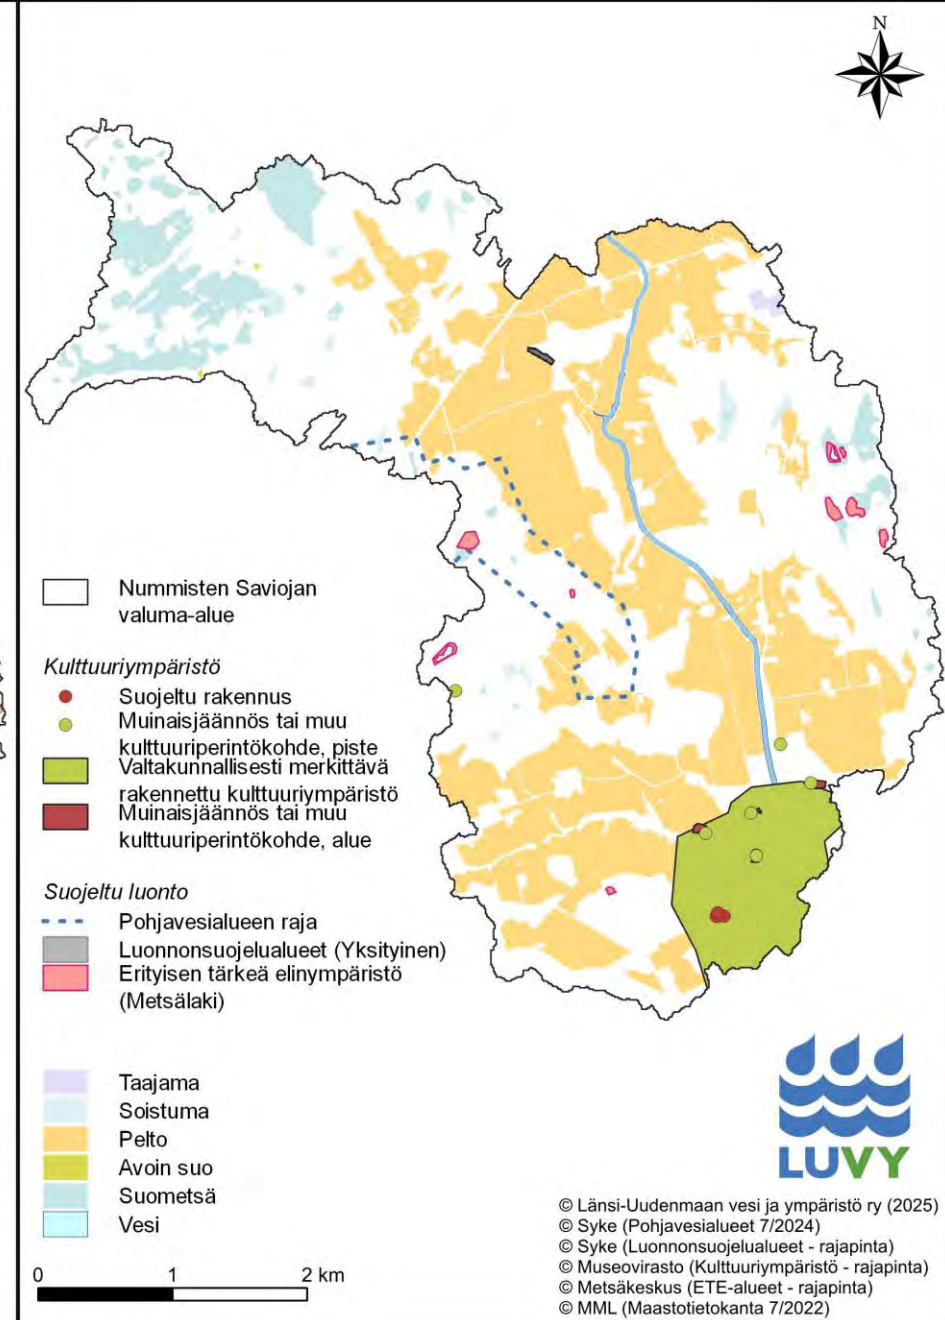 N
Nummisten Saviojan
valuma-alue
Kulttuuriympäristö
Suojeltu rakennus
Muinaisjäännös tai muu
kulttuuriperintökohde, piste
Valtakunnallisesti merkittävä
rakennettu kulttuuriympäristö
Muinaisjäännös tai muu
kulttuuriperintökohde, alue
Suojeltu luonto
Pohjavesialueen raja
Luonnonsuojelualueet (Yksityinen)
Erityisen tärkeä elinympäristö
(Metsälaki)
Taajama
Soistuma
Pelto
Avoin suo
Suometsä
Vesi
0 1 2 km
LUVY
© Länsi-Uudenmaan vesi ja ympäristö ry (2025)
© Syke (Pohjavesialueet 7/2024)
© Syke (Luonnonsuojelualueet - rajapinta)
© Museovirasto (Kulttuuriympäristö - rajapinta)
© Metsäkeskus (ETE-alueet - rajapinta)
© MML (Maastotietokanta 7/2022)